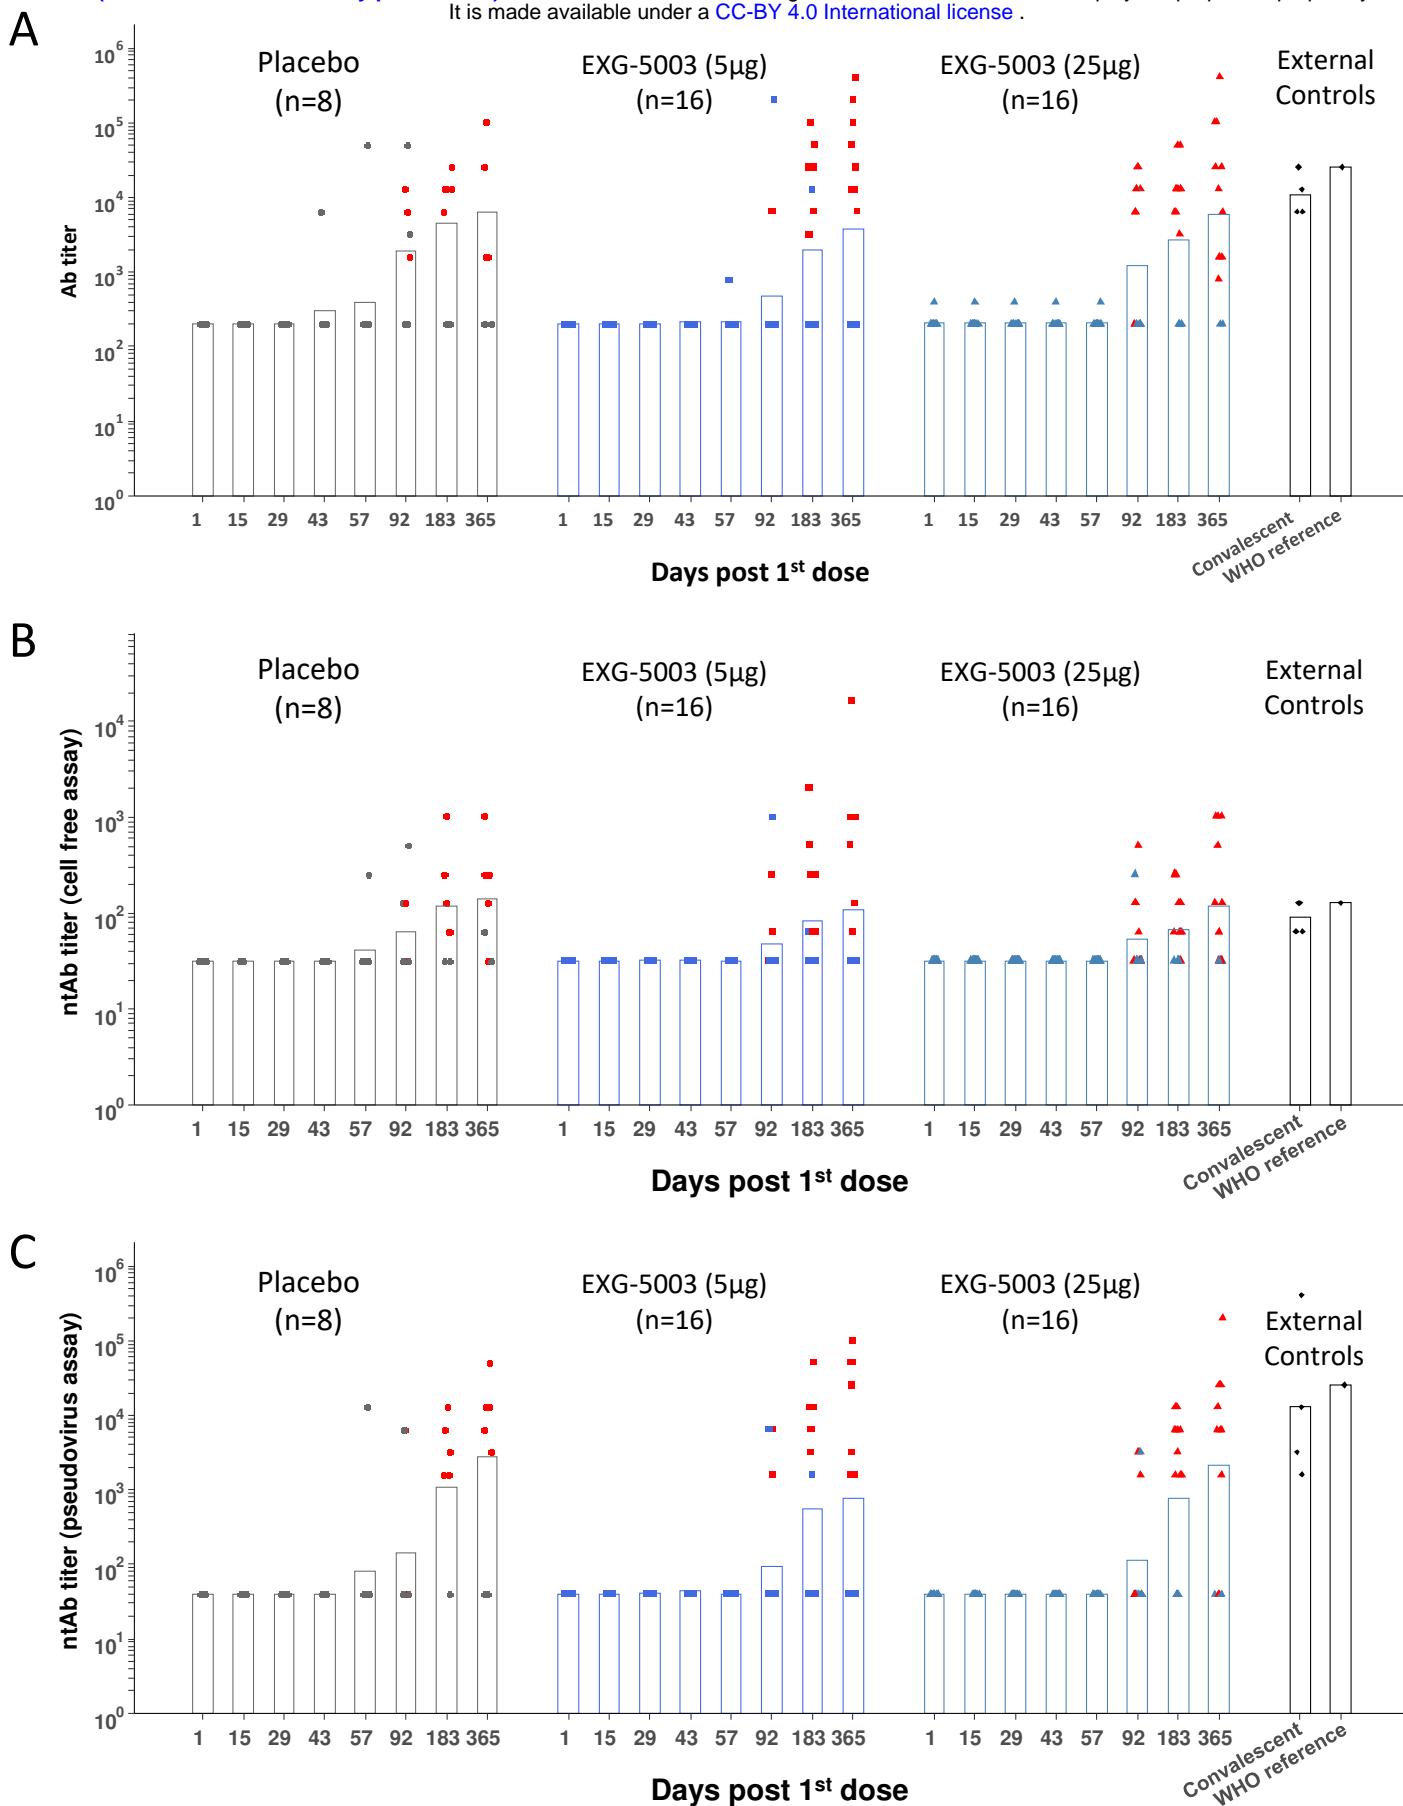 It is made available under a CC-BY 4.0 International license .
A
Placebo
(n=8)
EXG-5003 (5µg)
(n=16)
EXG-5003 (25µg)
(n=16)
External
Controls
Ab titer
10^6
10^5
10^4
10^3
10^2
10^1
10^0
1 15 29 43 57 92 183 365
1 15 29 43 57 92 183 365
1 15 29 43 57 92 183 365
Convalescent
WHO reference
Days post 1st dose
B
Placebo
(n=8)
EXG-5003 (5µg)
(n=16)
EXG-5003 (25µg)
(n=16)
External
Controls
ntAb titer (cell free assay)
10^4
10^3
10^2
10^1
10^0
1 15 29 43 57 92 183 365
1 15 29 43 57 92 183 365
1 15 29 43 57 92 183 365
Convalescent
WHO reference
Days post 1st dose
C
Placebo
(n=8)
EXG-5003 (5µg)
(n=16)
EXG-5003 (25µg)
(n=16)
External
Controls
ntAb titer (pseudovirus assay)
10^6
10^5
10^4
10^3
10^2
10^1
10^0
1 15 29 43 57 92 183 365
1 15 29 43 57 92 183 365
1 15 29 43 57 92 183 365
Convalescent
WHO reference
Days post 1st dose